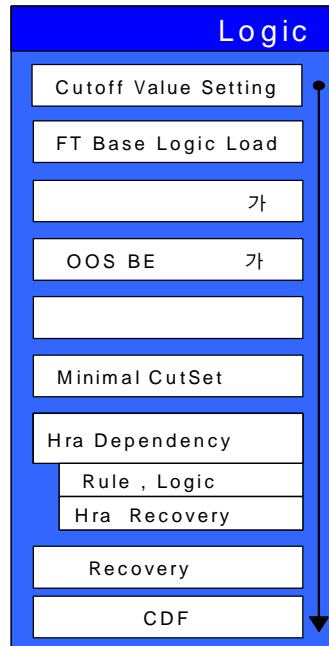 Logic
Cutoff Value Setting
FT Base Logic Load
가
OOS BE 가
Minimal CutSet
Hra Dependency
Rule , Logic
Hra Recovery
Recovery
CDF